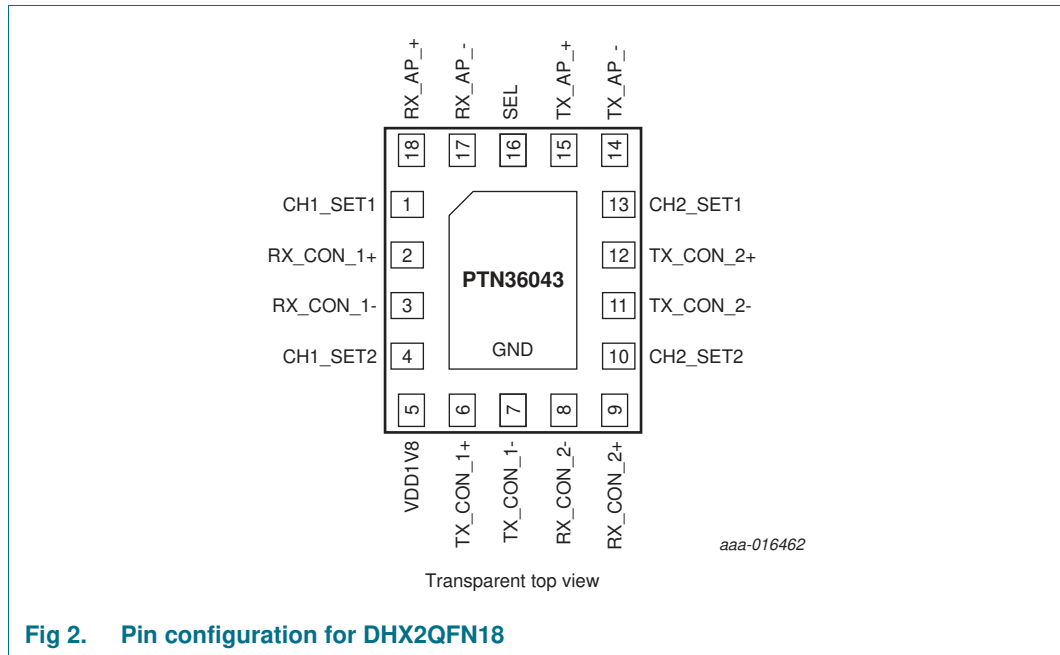 RX_AP_+
RX_AP_-
SEL
TX_AP_+
TX_AP_-
18
17
16
15
14
CH1_SET1 1
13 CH2_SET1
RX_CON_1+ 2
12 TX_CON_2+
PTN36043
RX_CON_1- 3
11 TX_CON_2-
CH1_SET2 4
GND
10 CH2_SET2
5
6
7
8
9
VDD1V8
TX_CON_1+
TX_CON_1-
RX_CON_2-
RX_CON_2+
aaa-016462
Transparent top view
Fig 2. Pin configuration for DHX2QFN18